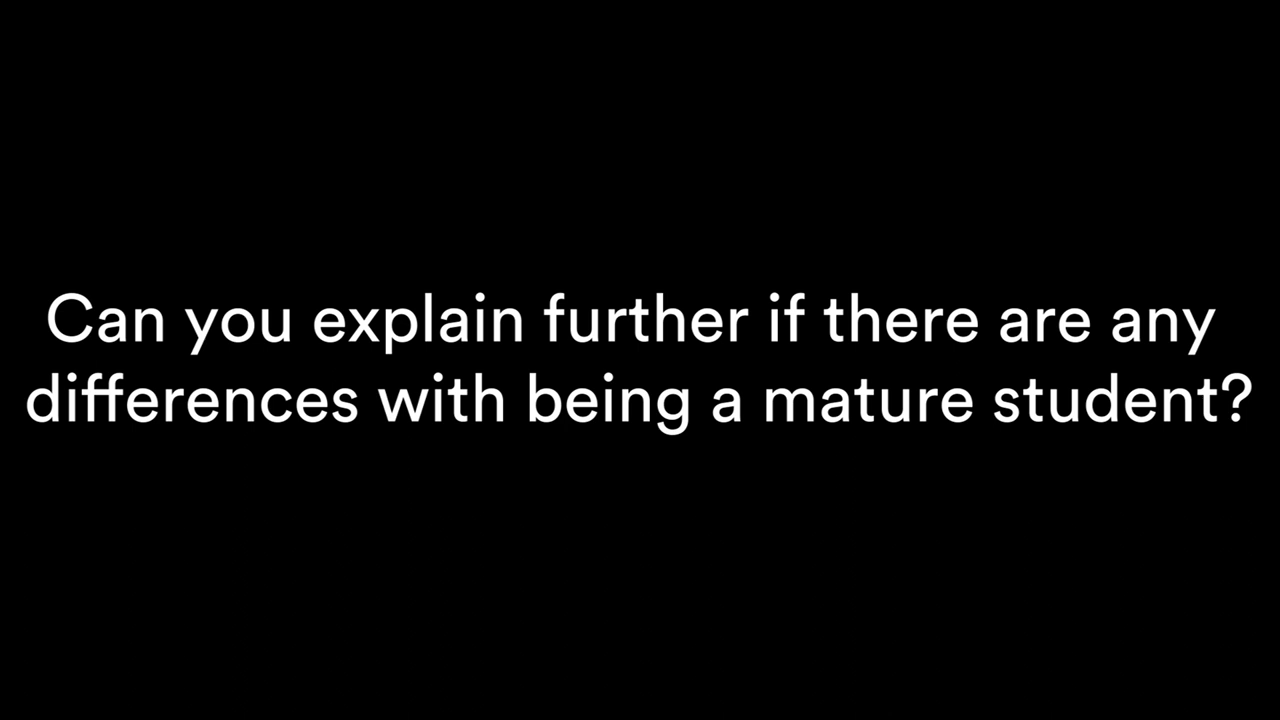 Can you explain further if there are any
differences with being a mature student?